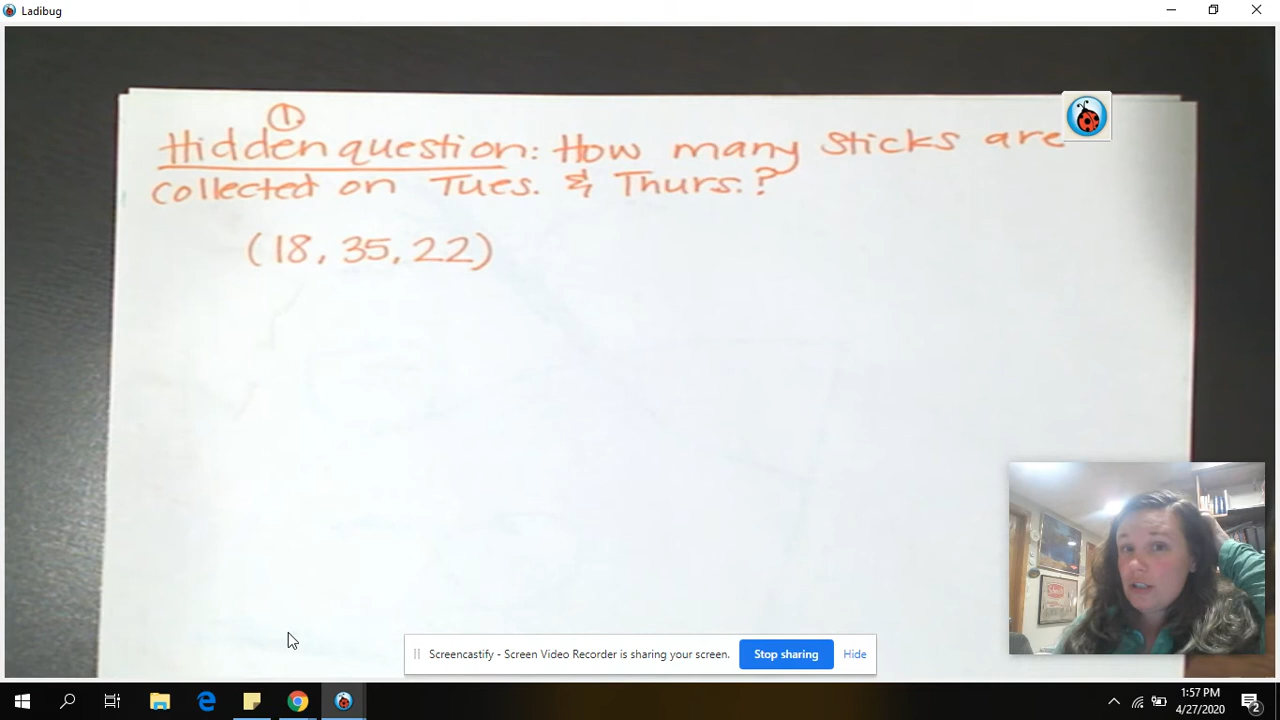 Ladibug
①
Hidden question: How many sticks are
collected on Tues. & Thurs.?
(18, 35, 22)
Screencastify - Screen Video Recorder is sharing your screen.
Stop sharing
Hide
1:57 PM
4/27/2020
2